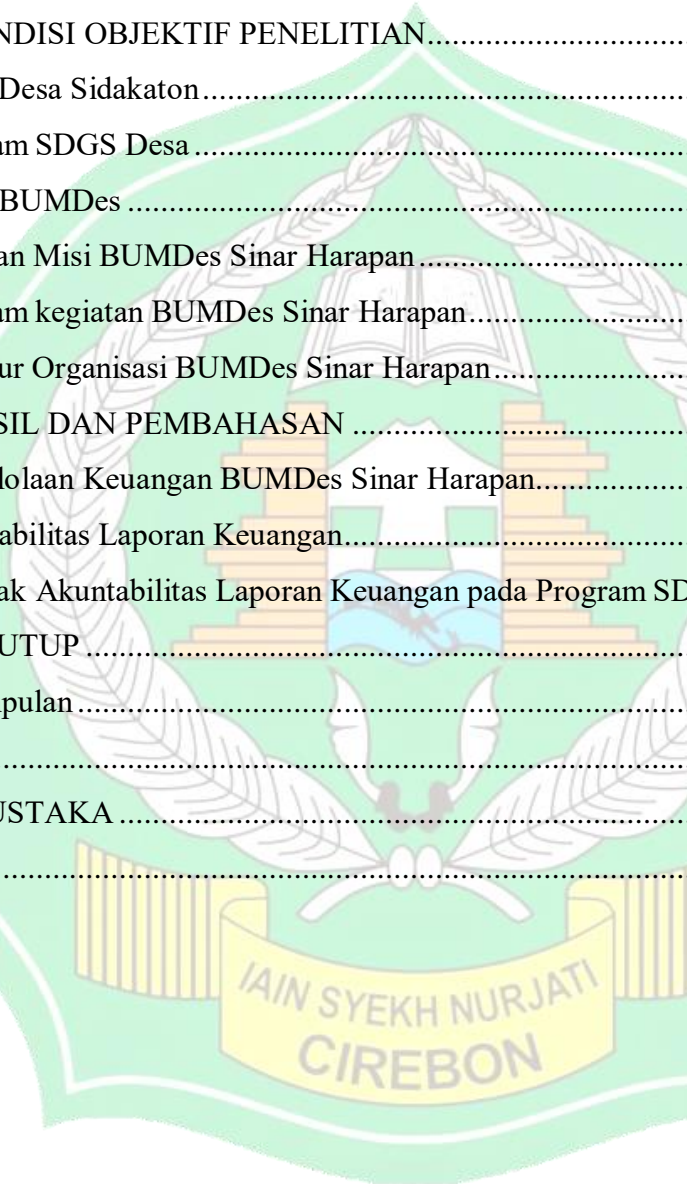 NDISI OBJEKTIF PENELITIAN........................
Desa Sidakaton........................
am SDGS Desa........................
BUMDes........................
an Misi BUMDes Sinar Harapan........................
am kegiatan BUMDes Sinar Harapan........................
ur Organisasi BUMDes Sinar Harapan........................
SIL DAN PEMBAHASAN........................
lolaan Keuangan BUMDes Sinar Harapan........................
abilitas Laporan Keuangan........................
ak Akuntabilitas Laporan Keuangan pada Program SD
UTUP........................
pulan........................
........................
USTAKA........................
........................
IAIN SYEKH NURJATI
CIREBON